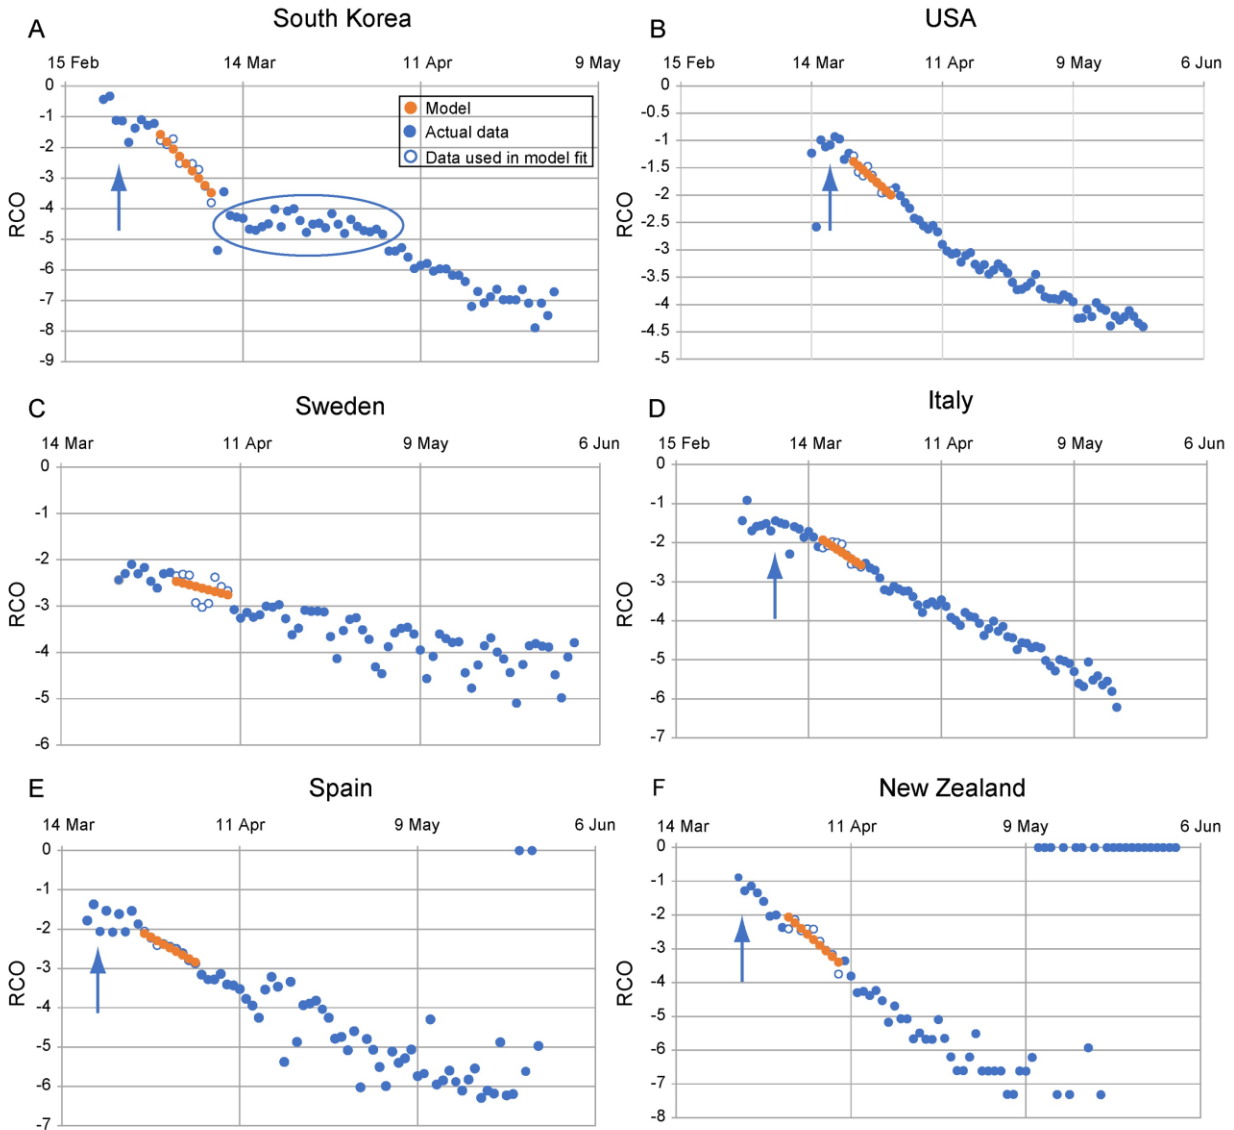 A
South Korea
15 Feb 14 Mar 11 Apr 9 May
0
-1
-2
-3
-4
-5
-6
-7
-8
-9
RCO
Model
Actual data
Data used in model fit
B
USA
15 Feb 14 Mar 11 Apr 9 May 6 Jun
0
-0.5
-1
-1.5
-2
-2.5
-3
-3.5
-4
-4.5
-5
RCO
C
Sweden
14 Mar 11 Apr 9 May 6 Jun
0
-1
-2
-3
-4
-5
-6
RCO
D
Italy
15 Feb 14 Mar 11 Apr 9 May 6 Jun
0
-1
-2
-3
-4
-5
-6
-7
RCO
E
Spain
14 Mar 11 Apr 9 May 6 Jun
0
-1
-2
-3
-4
-5
-6
-7
RCO
F
New Zealand
14 Mar 11 Apr 9 May 6 Jun
0
-1
-2
-3
-4
-5
-6
-7
-8
RCO